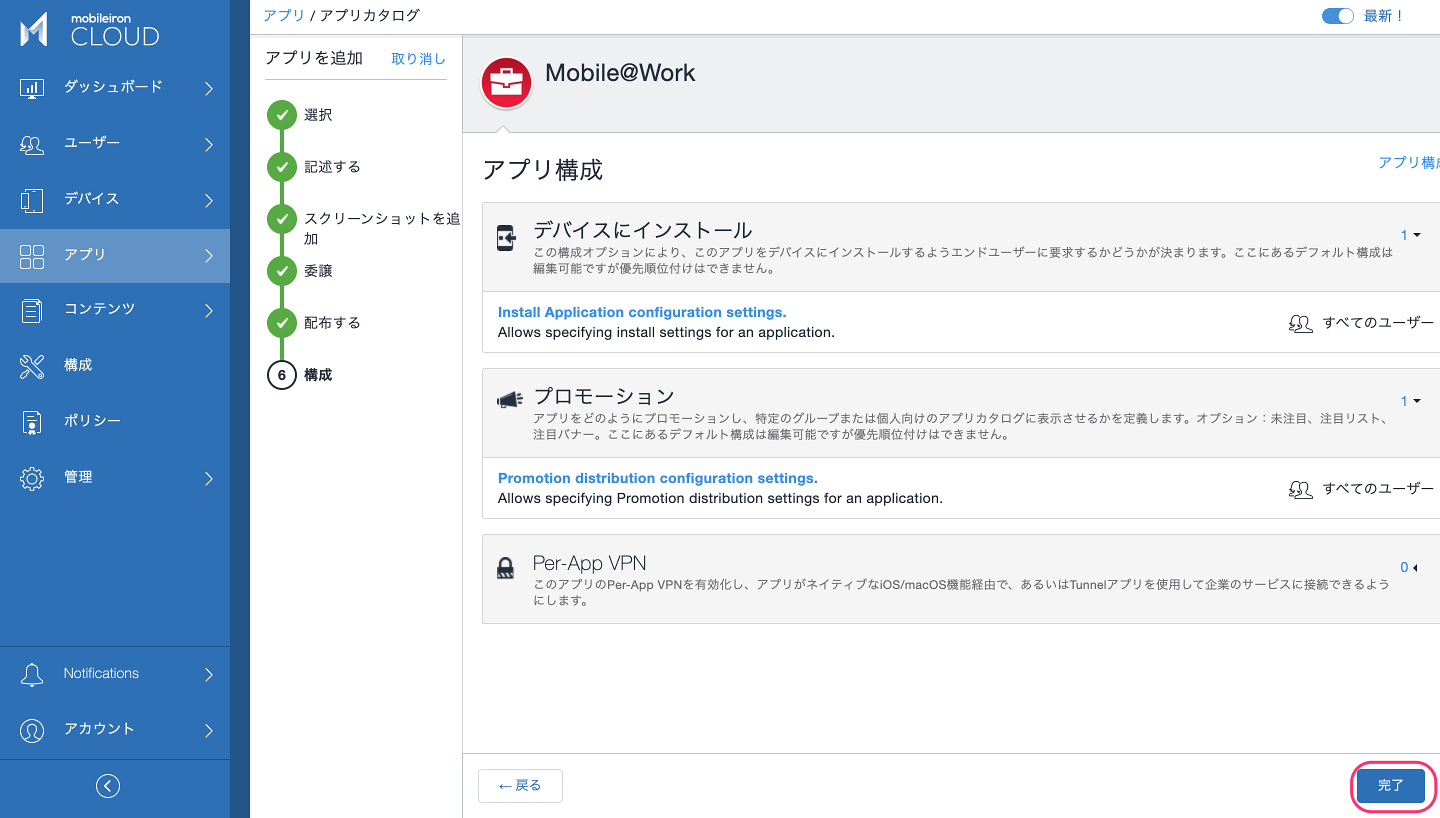 mobileiron
CLOUD
ダッシュボード
ユーザー
デバイス
アプリ
コンテンツ
構成
ポリシー
管理
Notifications
アカウント
アプリ / アプリカタログ
最新！
アプリを追加
取り消し
選択
記述する
スクリーンショットを追
加
委譲
配布する
6
構成
Mobile@Work
アプリ構成
アプリ構成
デバイスにインストール
この構成オプションにより、このアプリをデバイスにインストールするようエンドユーザーに要求するかどうかが決まります。ここにあるデフォルト構成は
編集可能ですが優先順位付けはできません。
1
Install Application configuration settings.
Allows specifying install settings for an application.
すべてのユーザー
プロモーション
アプリをどのようにプロモーションし、特定のグループまたは個人向けのアプリカタログに表示させるかを定義します。オプション：未注目、注目リスト、
注目バナー。ここにあるデフォルト構成は編集可能ですが優先順位付けはできません。
1
Promotion distribution configuration settings.
Allows specifying Promotion distribution settings for an application.
すべてのユーザー
Per-App VPN
このアプリのPer-App VPNを有効化し、アプリがネイティブなiOS/macOS機能経由で、あるいはTunnelアプリを使用して企業のサービスに接続できるよう
にします。
0
←戻る
完了